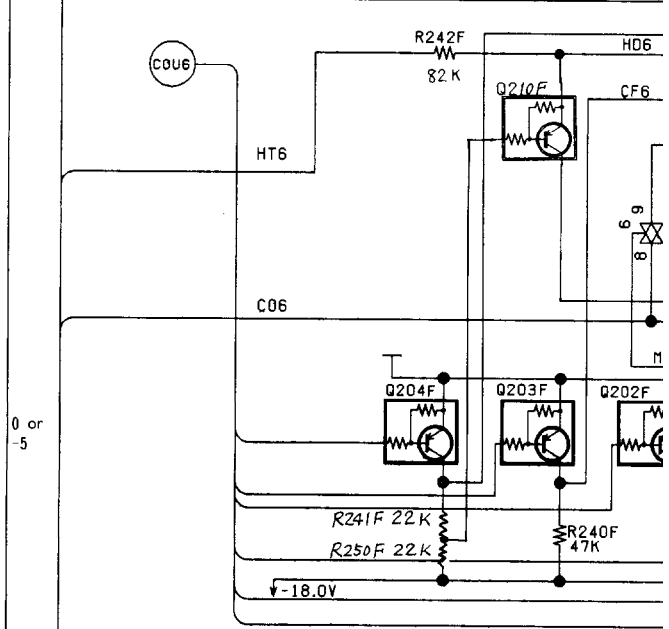 R242F
HD6
COU6
82K
Q210F
CF6
HT6
6 9
8
C06
M
Q204F
Q203F
Q202F
0 or
-5
R241F 22K
R240F
47K
R250F 22K
-18.0V